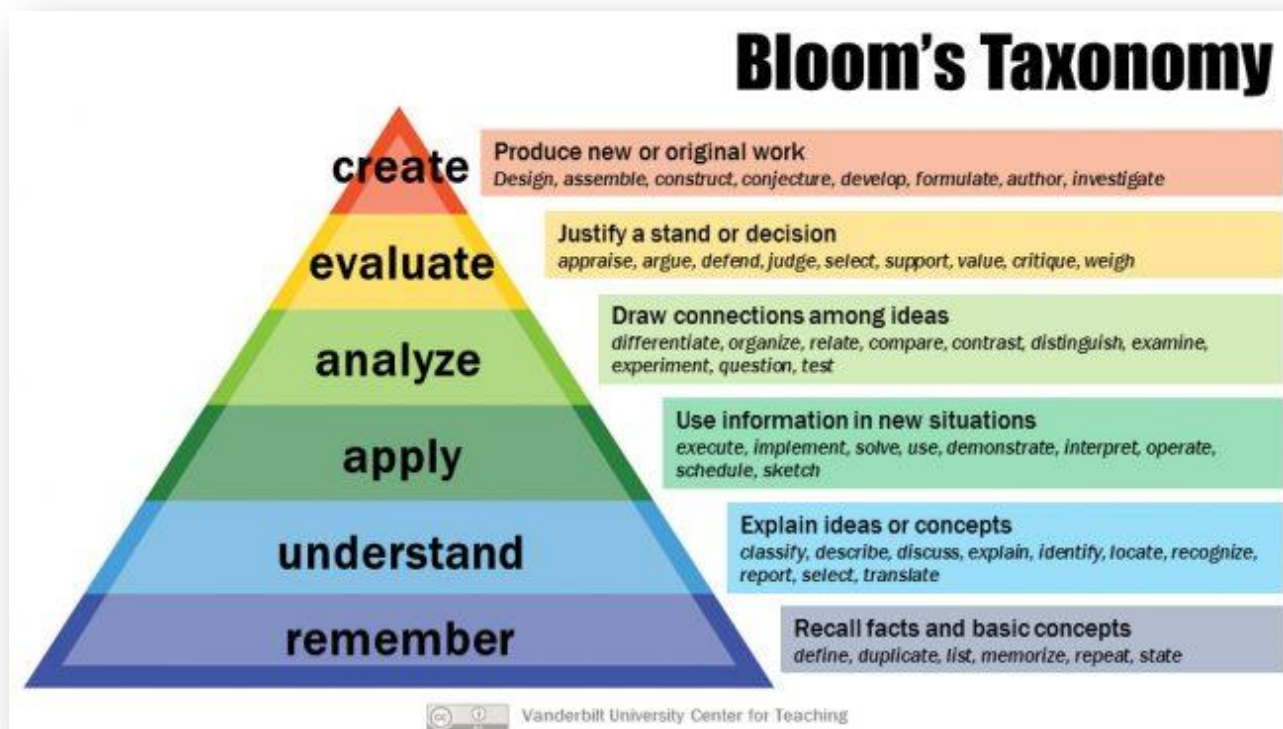 Bloom's Taxonomy
create
Produce new or original work
Design, assemble, construct, conjecture, develop, formulate, author, investigate
evaluate
Justify a stand or decision
appraise, argue, defend, judge, select, support, value, critique, weigh
analyze
Draw connections among ideas
differentiate, organize, relate, compare, contrast, distinguish, examine,
experiment, question, test
apply
Use information in new situations
execute, implement, solve, use, demonstrate, interpret, operate,
schedule, sketch
understand
Explain ideas or concepts
classify, describe, discuss, explain, identify, locate, recognize,
report, select, translate
remember
Recall facts and basic concepts
define, duplicate, list, memorize, repeat, state
cc
Vanderbilt University Center for Teaching